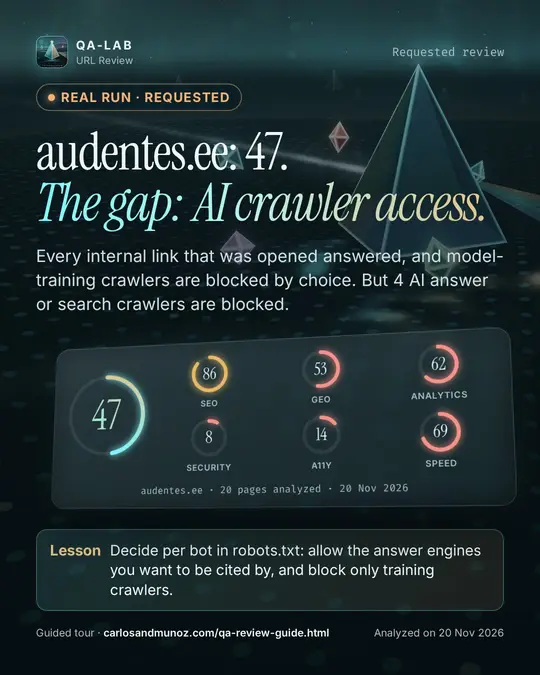 QA-LAB
URL Review
Requested review
REAL RUN · REQUESTED
audentes.ee: 47.
The gap: AI crawler access.
Every internal link that was opened answered, and model-
training crawlers are blocked by choice. But 4 AI answer
or search crawlers are blocked.
47
86
SEO
53
GEO
62
ANALYTICS
8
SECURITY
14
A11Y
69
SPEED
audentes.ee · 20 pages analyzed · 20 Nov 2026
Lesson
Decide per bot in robots.txt: allow the answer engines
you want to be cited by, and block only training
crawlers.
Guided tour · carlosandmunoz.com/qa-review-guide.html
Analyzed on 20 Nov 2026